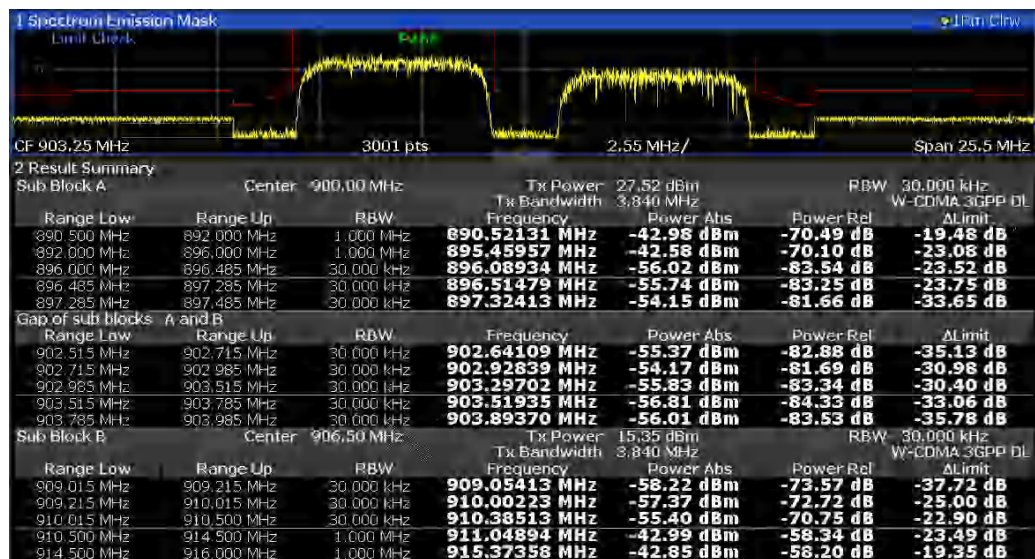 1 Spectrum Emission Mask 1Rm Clrw
Limit Check
CF 903.25 MHz 3001 pts 2.55 MHz/ Span 25.5 MHz
2 Result Summary
Sub Block A Center 900.00 MHz Tx Power 27.52 dBm RBW 30.000 kHz
Tx Bandwidth 3.840 MHz W-CDMA 3GPP DL
Range Low Range Up RBW Frequency Power Abs Power Rel ΔLimit
890.500 MHz 892.000 MHz 1.000 MHz 890.52131 MHz -42.98 dBm -70.49 dB -19.48 dB
892.000 MHz 896.000 MHz 1.000 MHz 895.45957 MHz -42.58 dBm -70.10 dB -23.08 dB
896.000 MHz 896.485 MHz 30.000 kHz 896.08934 MHz -56.02 dBm -83.54 dB -23.52 dB
896.485 MHz 897.285 MHz 30.000 kHz 896.51479 MHz -55.74 dBm -83.25 dB -23.75 dB
897.285 MHz 897.485 MHz 30.000 kHz 897.32413 MHz -54.15 dBm -81.66 dB -33.65 dB
Gap of sub blocks A and B
Range Low Range Up RBW Frequency Power Abs Power Rel ΔLimit
902.515 MHz 902.715 MHz 30.000 kHz 902.64109 MHz -55.37 dBm -82.88 dB -35.13 dB
902.715 MHz 902.985 MHz 30.000 kHz 902.92839 MHz -54.17 dBm -81.69 dB -30.98 dB
902.985 MHz 903.515 MHz 30.000 kHz 903.29702 MHz -55.83 dBm -83.34 dB -30.40 dB
903.515 MHz 903.785 MHz 30.000 kHz 903.51935 MHz -56.81 dBm -84.33 dB -33.06 dB
903.785 MHz 903.985 MHz 30.000 kHz 903.89370 MHz -56.01 dBm -83.53 dB -35.78 dB
Sub Block B Center 906.50 MHz Tx Power 15.35 dBm RBW 30.000 kHz
Tx Bandwidth 3.840 MHz W-CDMA 3GPP DL
Range Low Range Up RBW Frequency Power Abs Power Rel ΔLimit
909.015 MHz 909.215 MHz 30.000 kHz 909.05413 MHz -58.22 dBm -73.57 dB -37.72 dB
909.215 MHz 910.015 MHz 30.000 kHz 910.00223 MHz -57.37 dBm -72.72 dB -25.00 dB
910.015 MHz 910.500 MHz 30.000 kHz 910.38513 MHz -55.40 dBm -70.75 dB -22.90 dB
910.500 MHz 914.500 MHz 1.000 MHz 911.04894 MHz -42.99 dBm -58.34 dB -23.49 dB
914.500 MHz 916.000 MHz 1.000 MHz 915.37358 MHz -42.85 dBm -58.20 dB